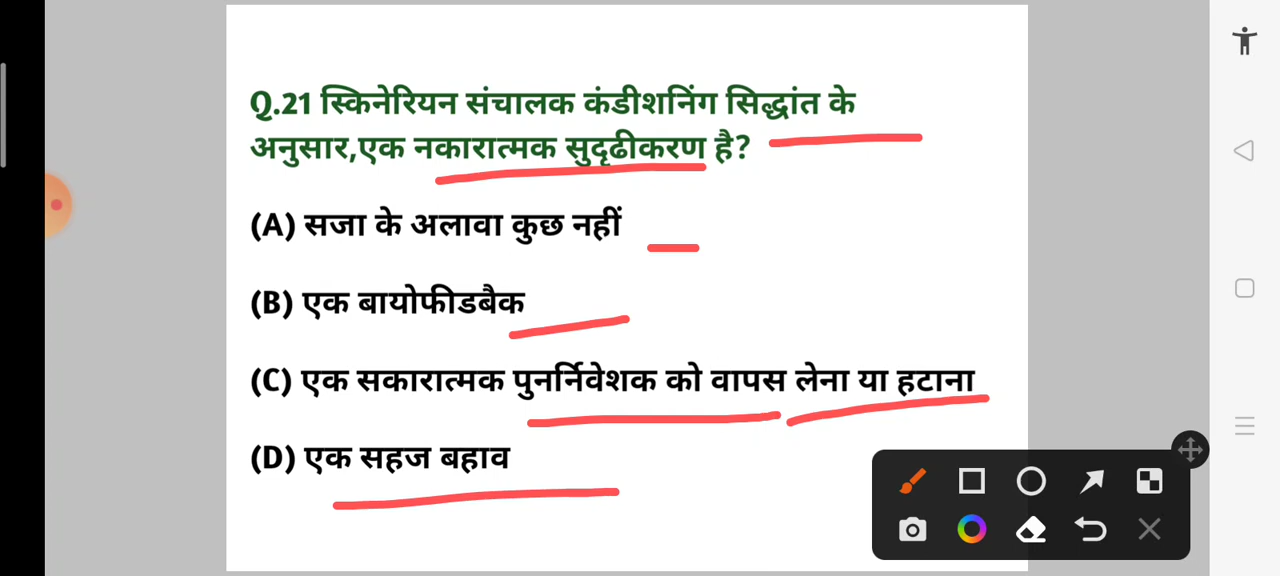 Q.21 स्किनेरियन संचालक कंडीशनिंग सिद्धांत के
अनुसार,एक नकारात्मक सुदृढीकरण है?
(A) सजा के अलावा कुछ नहीं
(B) एक बायोफीडबैक
(C) एक सकारात्मक पुनर्निवेशक को वापस लेना या हटाना
(D) एक सहज बहाव